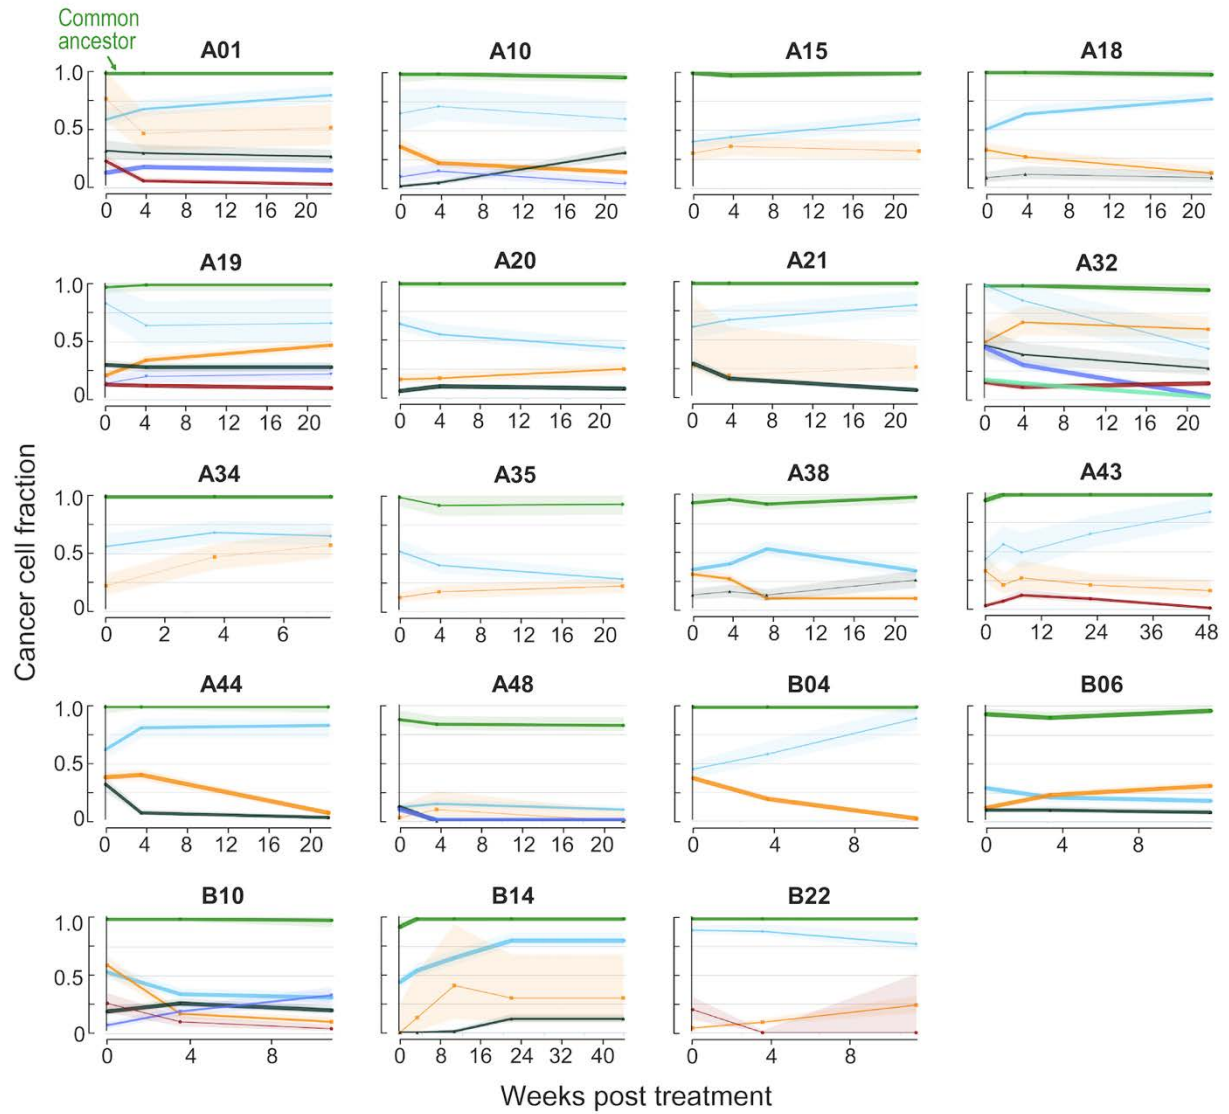 Common
ancestor
A01 A10 A15 A18
1.0
0.5
0
0 4 8 12 16 20 0 4 8 12 16 20 0 4 8 12 16 20 0 4 8 12 16 20
A19 A20 A21 A32
1.0
0.5
0
0 4 8 12 16 20 0 4 8 12 16 20 0 4 8 12 16 20 0 4 8 12 16 20
Cancer cell fraction
A34 A35 A38 A43
1.0
0.5
0
0 2 4 6 0 4 8 12 16 20 0 4 8 12 16 20 0 12 24 36 48
A44 A48 B04 B06
1.0
0.5
0
0 4 8 12 16 20 0 4 8 12 16 20 0 4 8 0 4 8
B10 B14 B22
1.0
0.5
0
0 4 8 0 8 16 24 32 40 0 4 8
Weeks post treatment